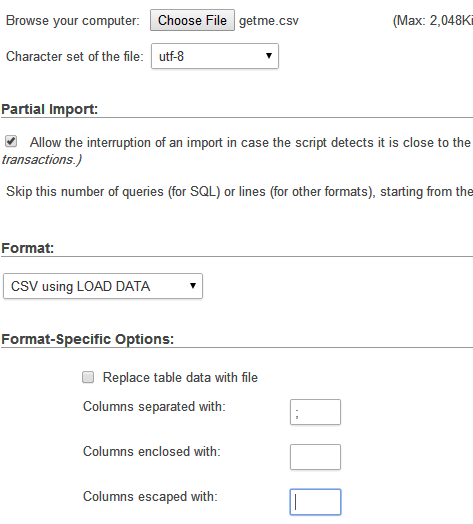 Browse your computer: Choose File getme.csv (Max: 2,048Ki
Character set of the file: utf-8
Partial Import:
Allow the interruption of an import in case the script detects it is close to the
transactions.)
Skip this number of queries (for SQL) or lines (for other formats), starting from the
Format:
CSV using LOAD DATA
Format-Specific Options:
Replace table data with file
Columns separated with: ;
Columns enclosed with:
Columns escaped with: